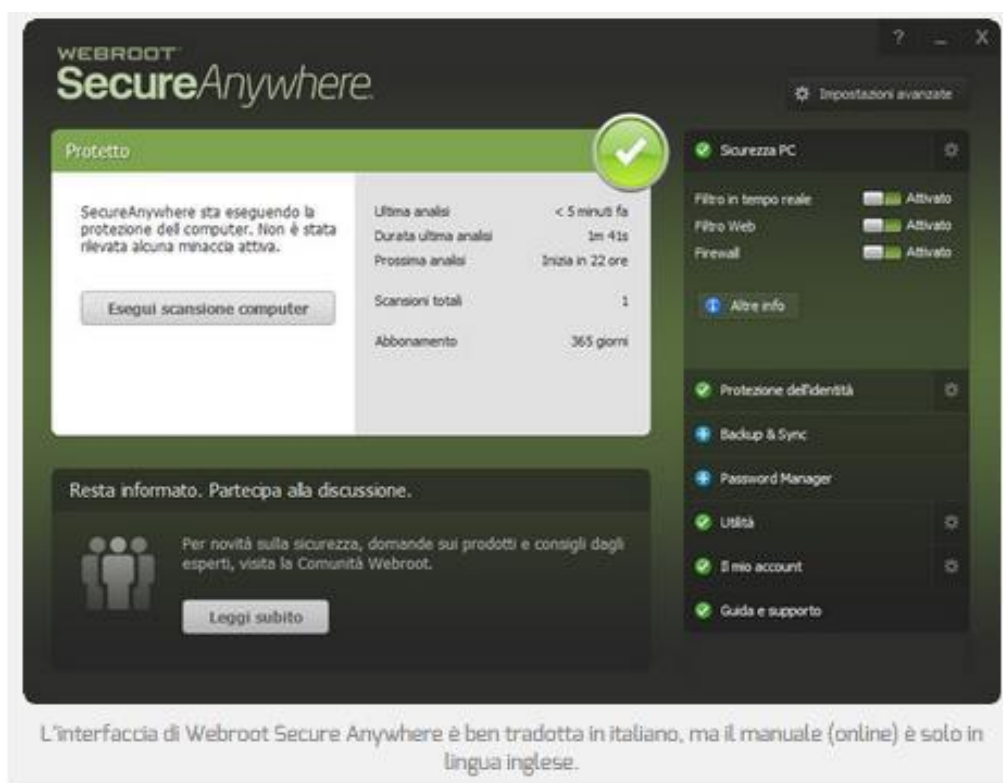 WEBROOT
SecureAnywhere
? _ X
Impostazioni avanzate
Protetto
SecureAnywhere sta eseguendo la
protezione del computer. Non è stata
rilevata alcuna minaccia attiva.
Esegui scansione computer
Ultima analisi < 5 minuti fa
Durata ultima analisi 1m 41s
Prossima analisi Inizia in 22 ore
Scansioni totali 1
Abbonamento 365 giorni
Resta informato. Partecipa alla discussione.
Per novità sulla sicurezza, domande sui prodotti e consigli dagli
esperti, visita la Comunità Webroot.
Leggi subito
Sicurezza PC
Filtro in tempo reale Attivato
Filtro Web Attivato
Firewall Attivato
Altre info
Protezione dell'identità
Backup & Sync
Password Manager
Utilità
Il mio account
Guida e supporto
L'interfaccia di Webroot Secure Anywhere è ben tradotta in italiano, ma il manuale (online) è solo in
lingua inglese.